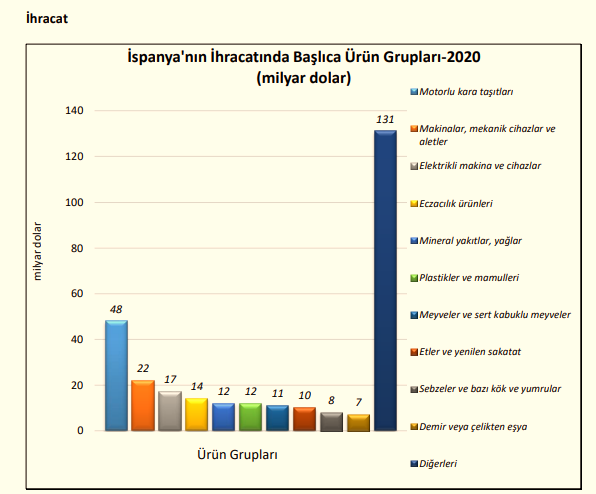 İhracat
İspanya'nın İhracatında Başlıca Ürün Grupları-2020
(milyar dolar)
140
120
100
80
60
40
20
0
milyar dolar
48
22
17
14
12
12
11
10
8
7
131
Ürün Grupları
Motorlu kara taşıtları
Makinalar, mekanik cihazlar ve
aletler
Elektrikli makina ve cihazlar
Eczacılık ürünleri
Mineral yakıtlar, yağlar
Plastikler ve mamulleri
Meyveler ve sert kabuklu meyveler
Etler ve yenilen sakatat
Sebzeler ve bazı kök ve yumrular
Demir veya çelikten eşya
Diğerleri